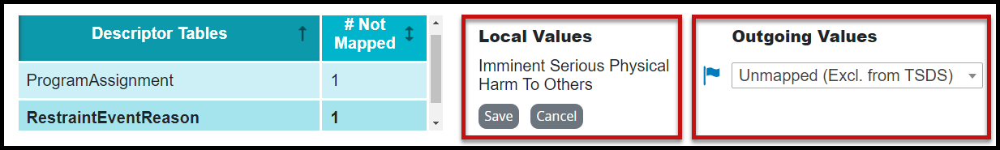 Descriptor Tables
# Not
Mapped
ProgramAssignment
1
RestraintEventReason
1
Local Values
Imminent Serious Physical
Harm To Others
Save
Cancel
Outgoing Values
Unmapped (Excl. from TSDS)